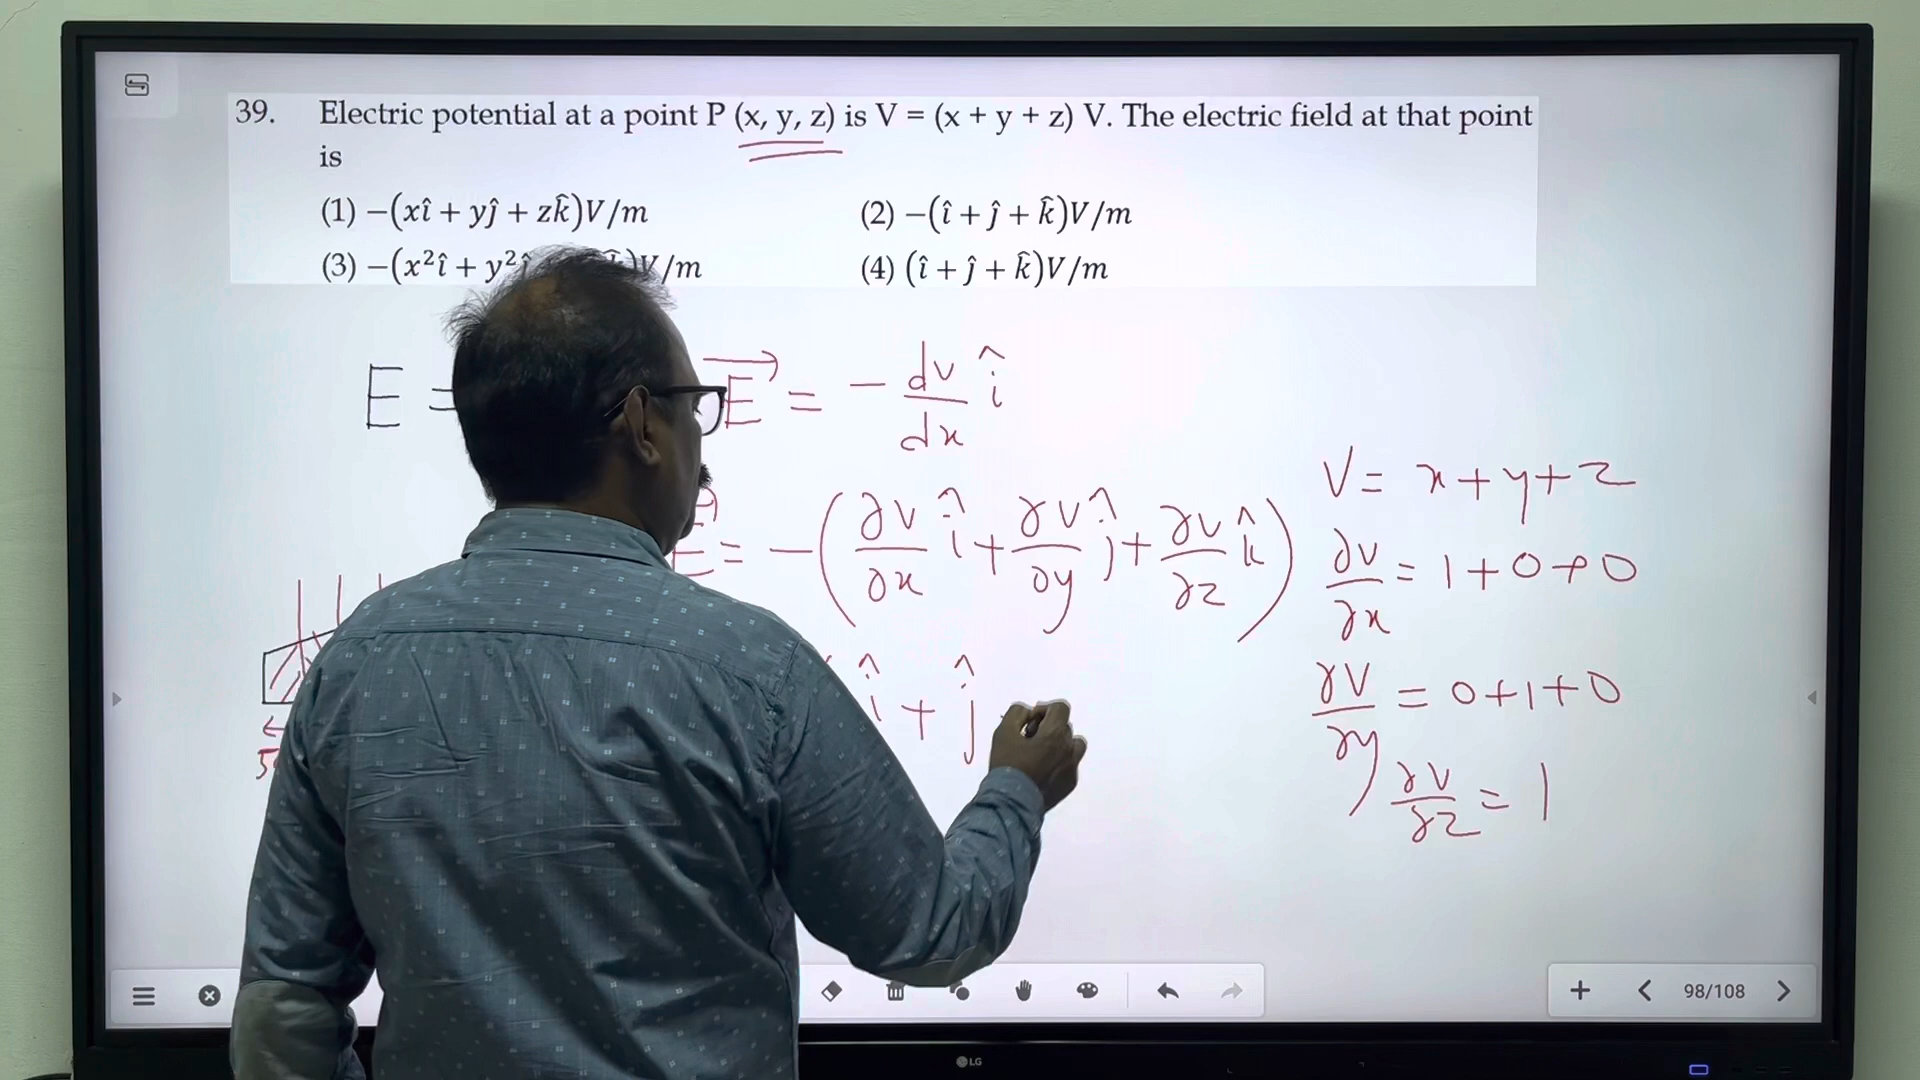 39. Electric potential at a point P (x, y, z) is V = (x + y + z) V. The electric field at that point
is
(1) −(xî + yĵ + zk̂)V/m
(2) −(î + ĵ + k̂)V/m
(3) −(x²î + y² )V/m
(4) (î + ĵ + k̂)V/m
E =
E⃗ = − dv/dx î
E⃗ = −(∂V/∂x î + ∂V/∂y ĵ + ∂V/∂z k̂)
î + ĵ
V = x+y+z
∂V/∂x = 1+0+0
∂V/∂y = 0+1+0
∂V/∂z = 1
5
98/108
LG